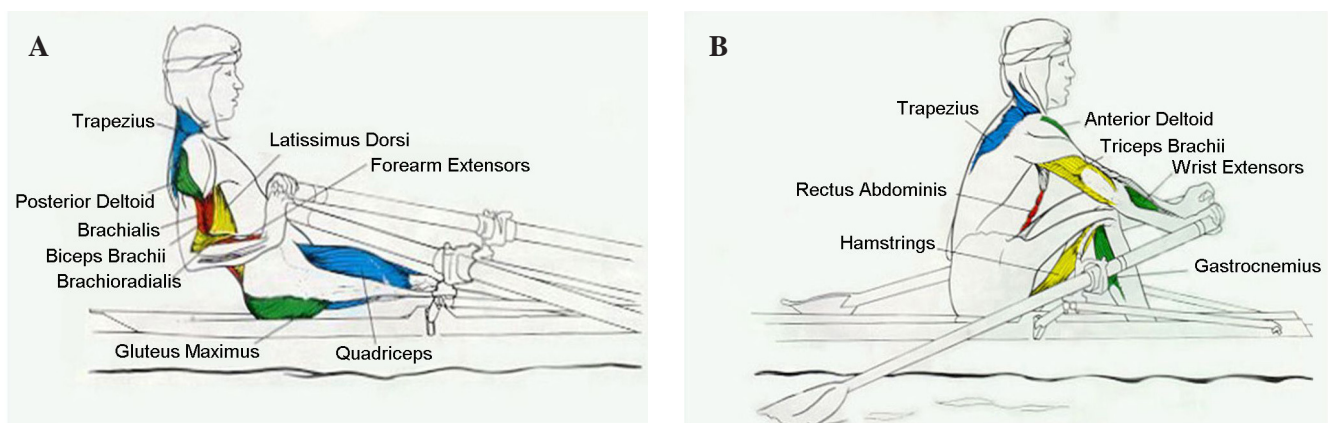 A
Trapezius
Latissimus Dorsi
Forearm Extensors
Posterior Deltoid
Brachialis
Biceps Brachii
Brachioradialis
Gluteus Maximus
Quadriceps
B
Trapezius
Anterior Deltoid
Triceps Brachii
Wrist Extensors
Rectus Abdominis
Hamstrings
Gastrocnemius